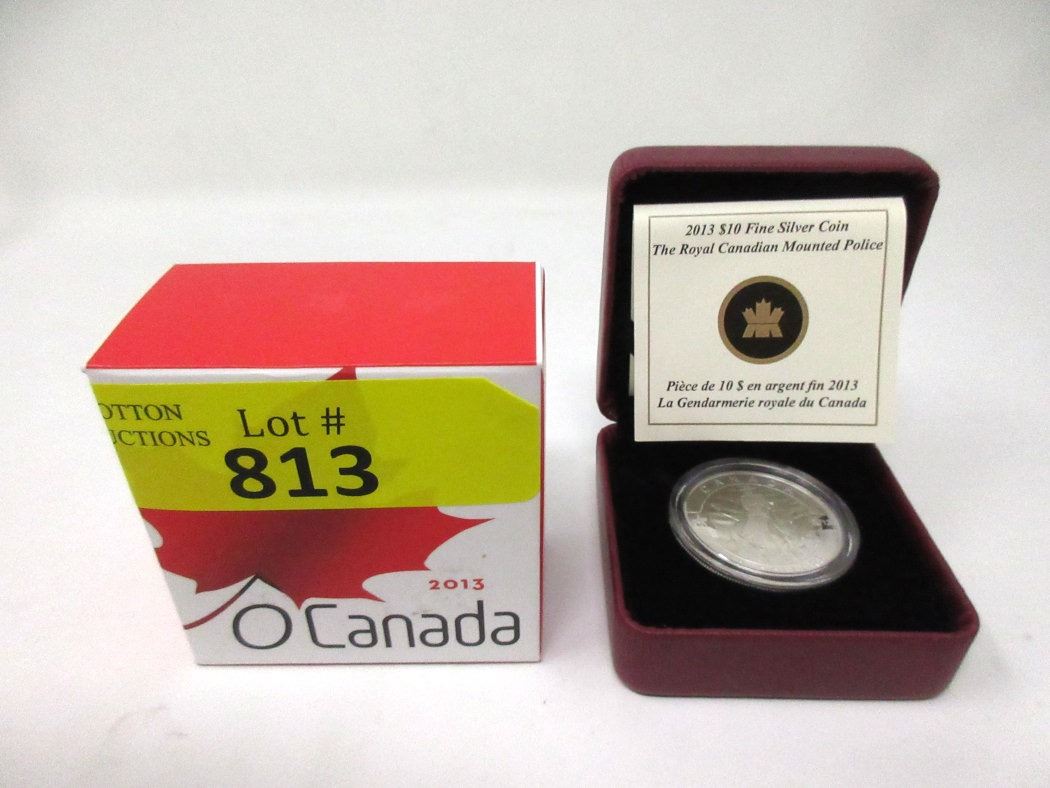 OTTON
UCTIONS
Lot #
813
2013
O Canada
2013 $10 Fine Silver Coin
The Royal Canadian Mounted Police
Pièce de 10 $ en argent fin 2013
La Gendarmerie royale du Canada